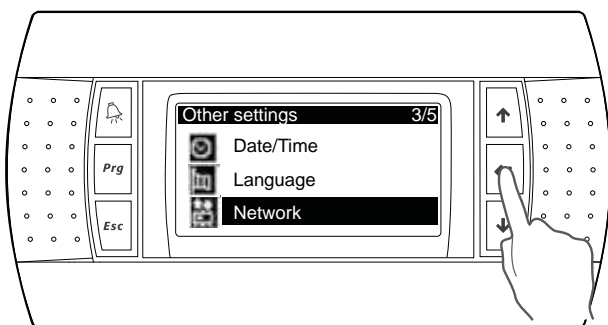 Other settings 3/5
Date/Time
Prg
Language
Esc
Network